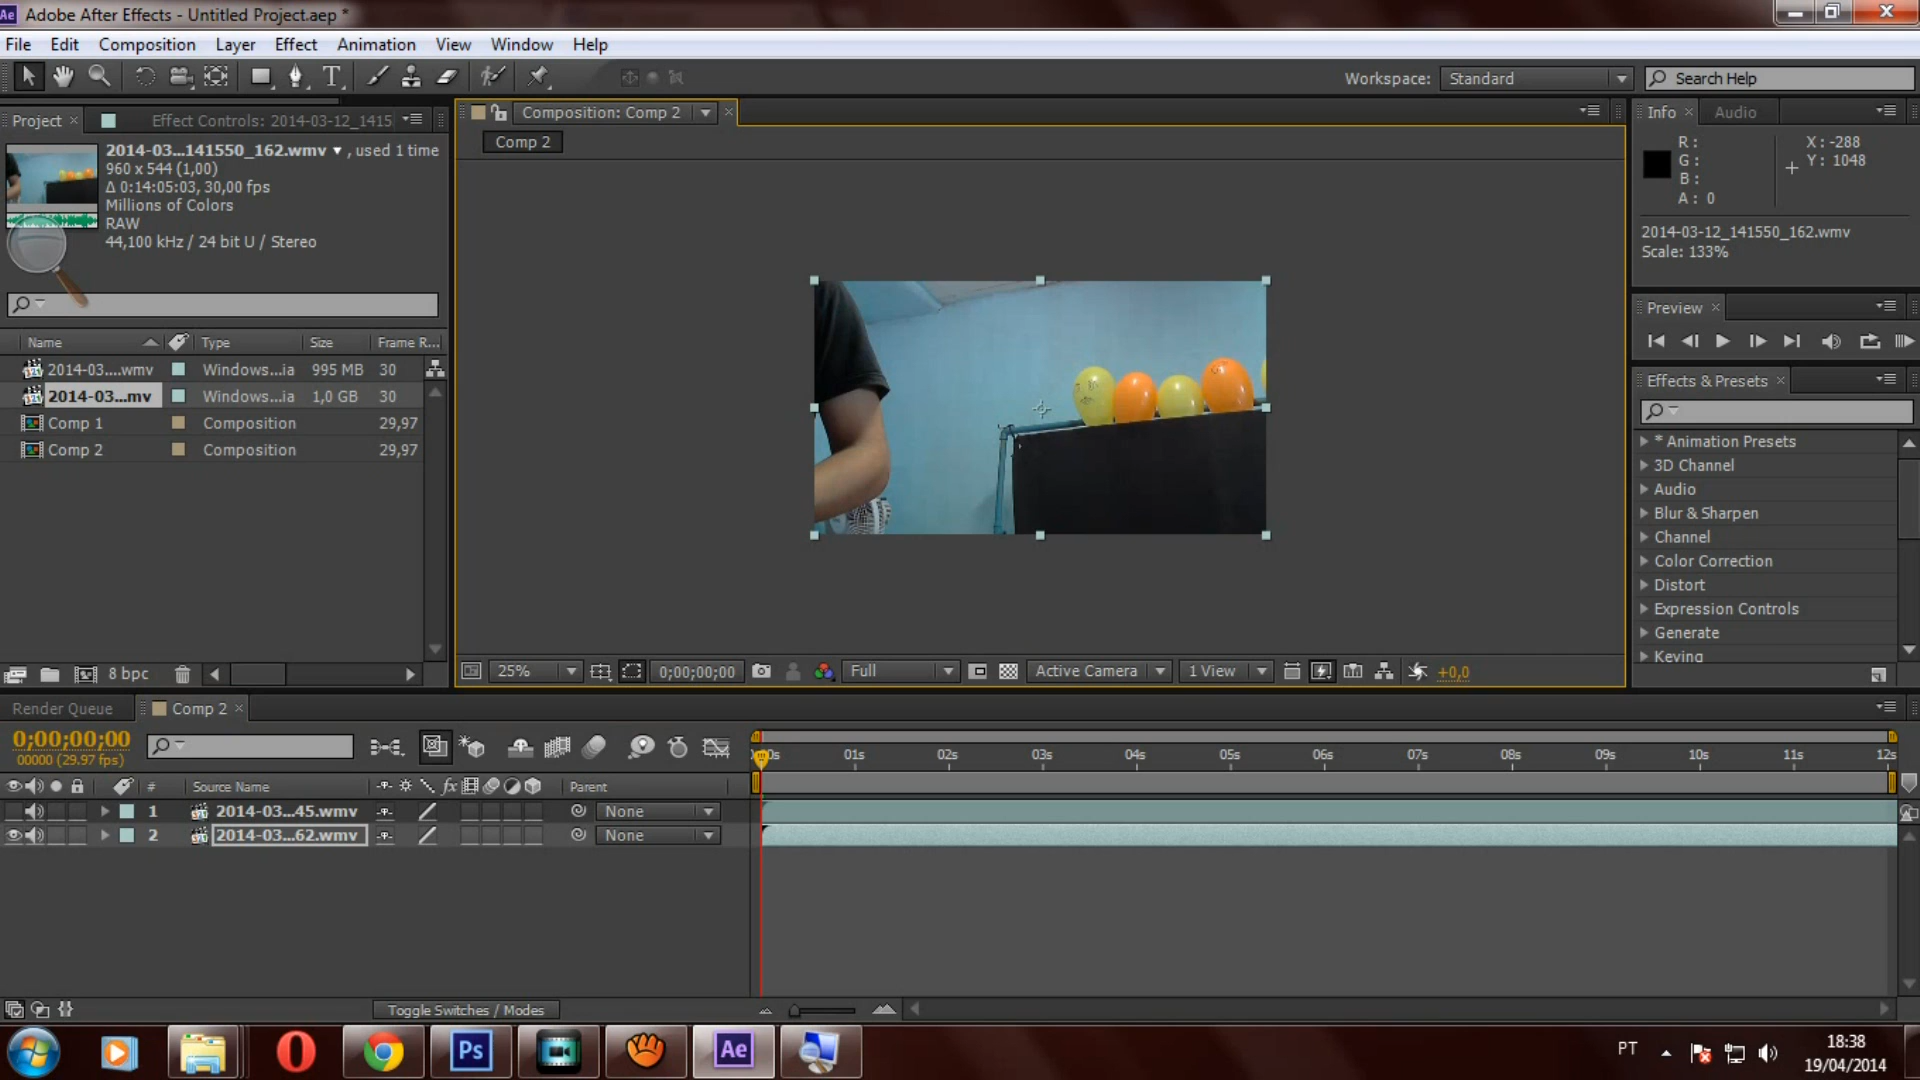 Adobe After Effects - Untitled Project.aep *
File Edit Composition Layer Effect Animation View Window Help
Workspace: Standard Search Help
Project Effect Controls: 2014-03-12_1415
2014-03...141550_162.wmv , used 1 time
960 x 544 (1,00)
Δ 0:14:05:03, 30,00 fps
Millions of Colors
RAW
44,100 kHz / 24 bit U / Stereo
Name Type Size Frame R...
2014-03....wmv Windows...ia 995 MB 30
2014-03...mv Windows...ia 1,0 GB 30
Comp 1 Composition 29,97
Comp 2 Composition 29,97
8 bpc
Composition: Comp 2
Comp 2
25% 0;00;00;00 Full Active Camera 1 View +0,0
Info Audio
R: X: -288
G: Y: 1048
B:
A: 0
2014-03-12_141550_162.wmv
Scale: 133%
Preview
Effects & Presets
* Animation Presets
3D Channel
Audio
Blur & Sharpen
Channel
Color Correction
Distort
Expression Controls
Generate
Keying
Render Queue Comp 2
0;00;00;00
00000 (29.97 fps)
01s 02s 03s 04s 05s 06s 07s 08s 09s 10s 11s 12s
# Source Name fx Parent
1 2014-03...45.wmv None
2 2014-03...62.wmv None
Toggle Switches / Modes
Ps Ae PT 18:38
19/04/2014